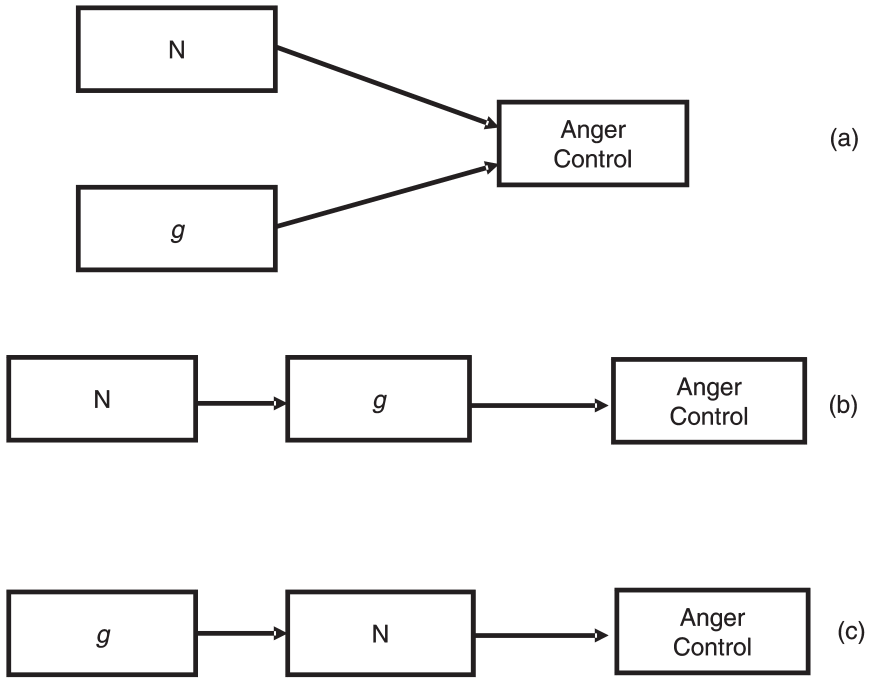 N
Anger
Control
(a)
g
N
g
Anger
Control
(b)
g
N
Anger
Control
(c)